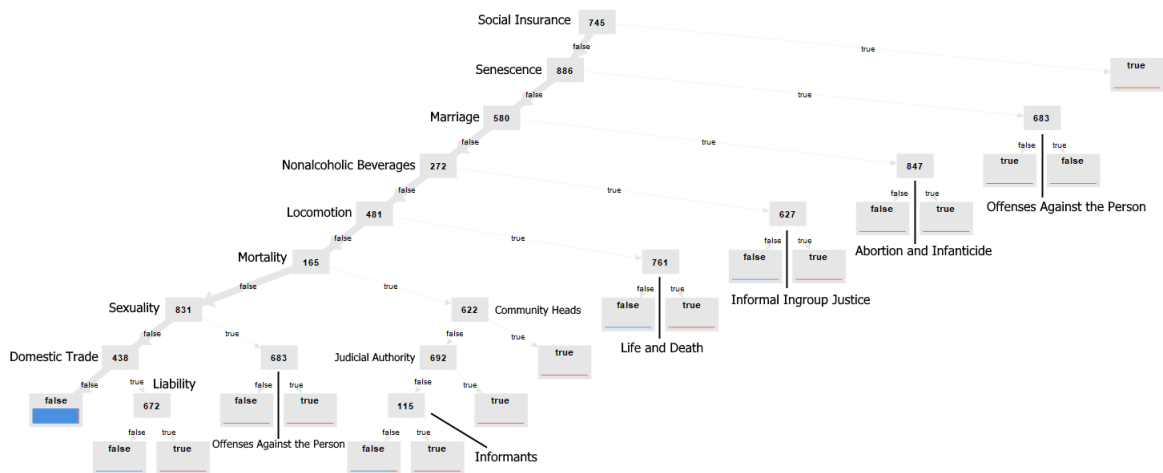 Social Insurance 745
false true
Senescence 886 true
false true
Marriage 580 683
false true false true
Nonalcoholic Beverages 272 847 true false
false true false true
Locomotion 481 627 false true Offenses Against the Person
false true false true
Mortality 165 761 false true Abortion and Infanticide
false true false true
Sexuality 831 622 Community Heads false true Informal Ingroup Justice
false true false true
Domestic Trade 438 683 Judicial Authority 692 true Life and Death
false true Liability false true false true
false 672 false true 115 true
false true Offenses Against the Person false true
false true false true Informants